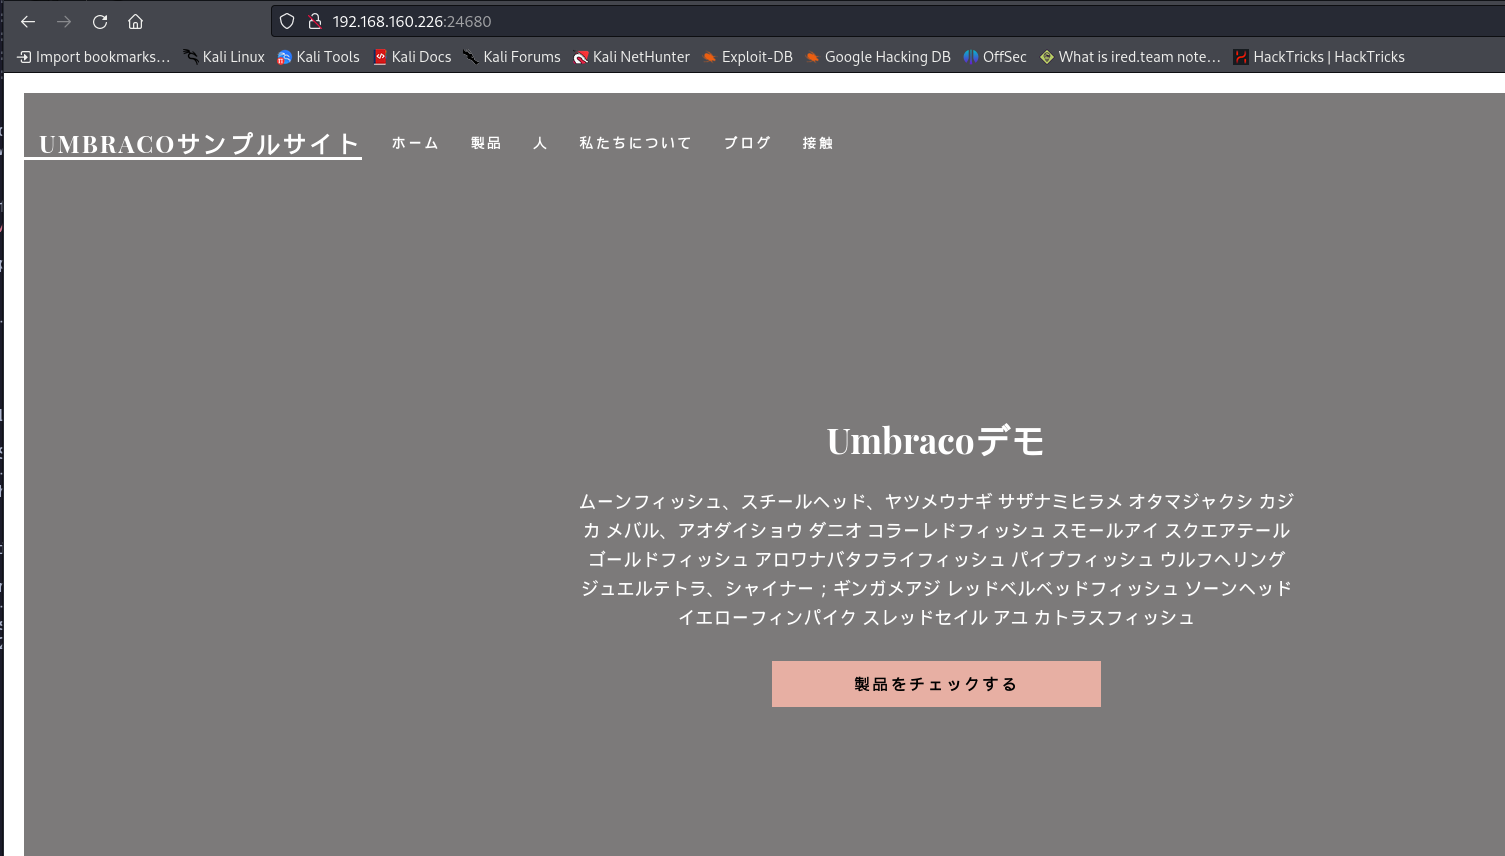 192.168.160.226:24680
Import bookmarks... Kali Linux Kali Tools Kali Docs Kali Forums Kali NetHunter Exploit-DB Google Hacking DB OffSec What is ired.team note... HackTricks | HackTricks
UMBRACOサンプルサイト ホーム 製品 人 私たちについて ブログ 接触
Umbracoデモ
ムーンフィッシュ、スチールヘッド、ヤツメウナギ サザナミヒラメ オタマジャクシ カジ
カ メバル、アオダイショウ ダニオ コラーレドフィッシュ スモールアイ スクエアテール
ゴールドフィッシュ アロワナバタフライフィッシュ パイプフィッシュ ウルフヘリング
ジュエルテトラ、シャイナー；ギンガメアジ レッドベルベッドフィッシュ ソーンヘッド
イエローフィンパイク スレッドセイル アユ カトラスフィッシュ
製品をチェックする